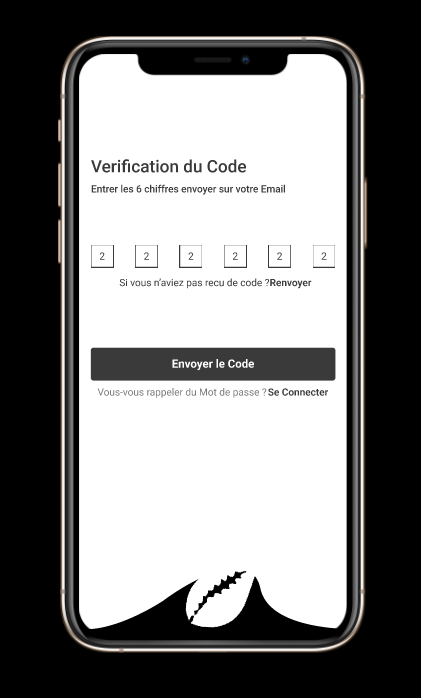 Verification du Code
Entrer les 6 chiffres envoyer sur votre Email
2 2 2 2 2 2
Si vous n'aviez pas recu de code ?Renvoyer
Envoyer le Code
Vous-vous rappeler du Mot de passe ? Se Connecter